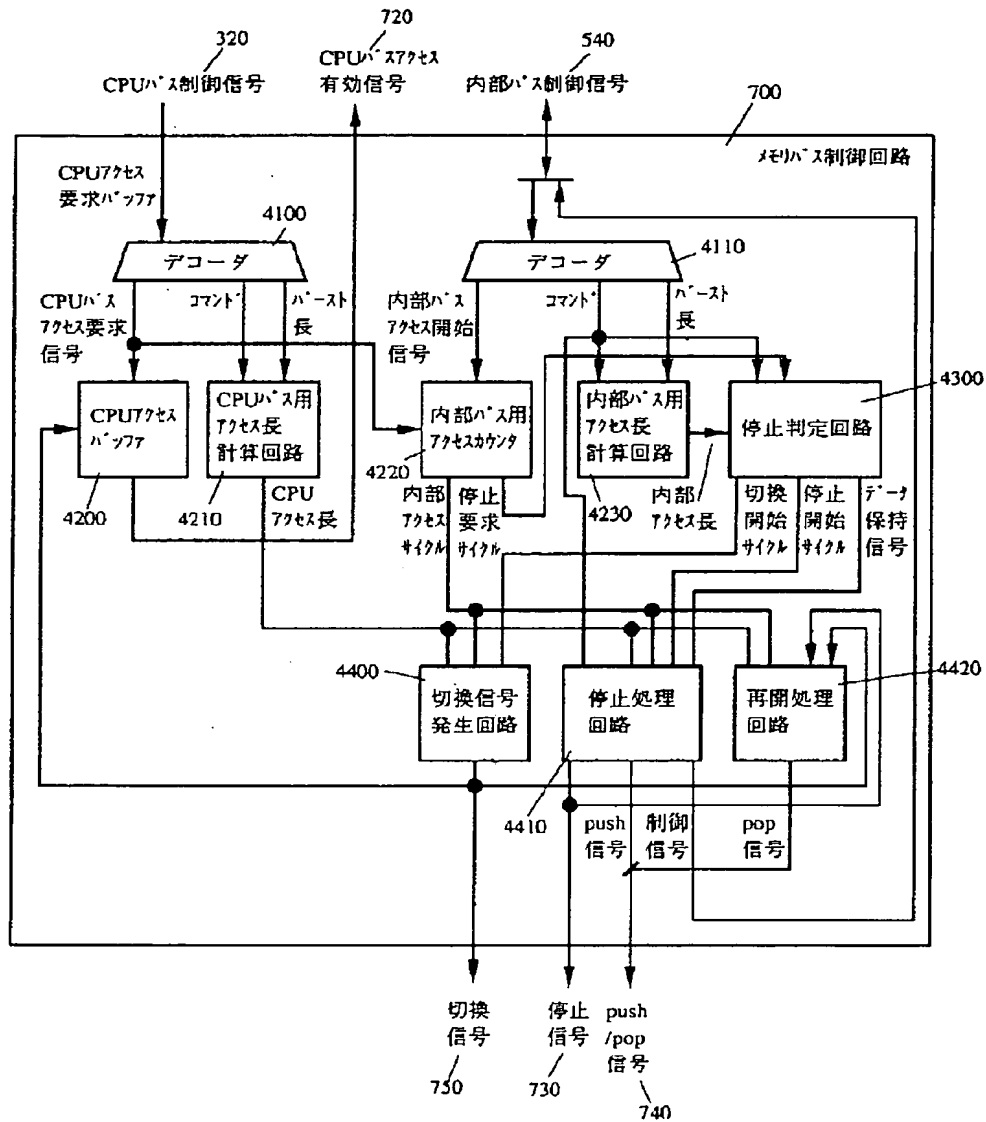 320
CPUバス制御信号
720
CPUバスアクセス
有効信号
540
内部バス制御信号
700
メモリバス制御回路
CPUアクセス
要求バッファ
4100
デコーダ
4110
デコーダ
CPUバス
アクセス要求
信号
コマンド
バースト
長
内部バス
アクセス開始
信号
コマンド
バースト
長
4300
CPUアクセス
バッファ
CPUバス用
アクセス長
計算回路
内部バス用
アクセスカウンタ
内部バス用
アクセス長
計算回路
停止判定回路
4200
4210
4220
4230
CPU
アクセス長
内部
アクセス
サイクル
停止
要求
サイクル
内部
アクセス長
切換
開始
サイクル
停止
開始
サイクル
データ
保持
信号
4400
切換信号
発生回路
停止処理
回路
再開処理
回路
4420
4410
push
信号
制御
信号
pop
信号
切換
信号
750
停止
信号
730
push
/pop
信号
740